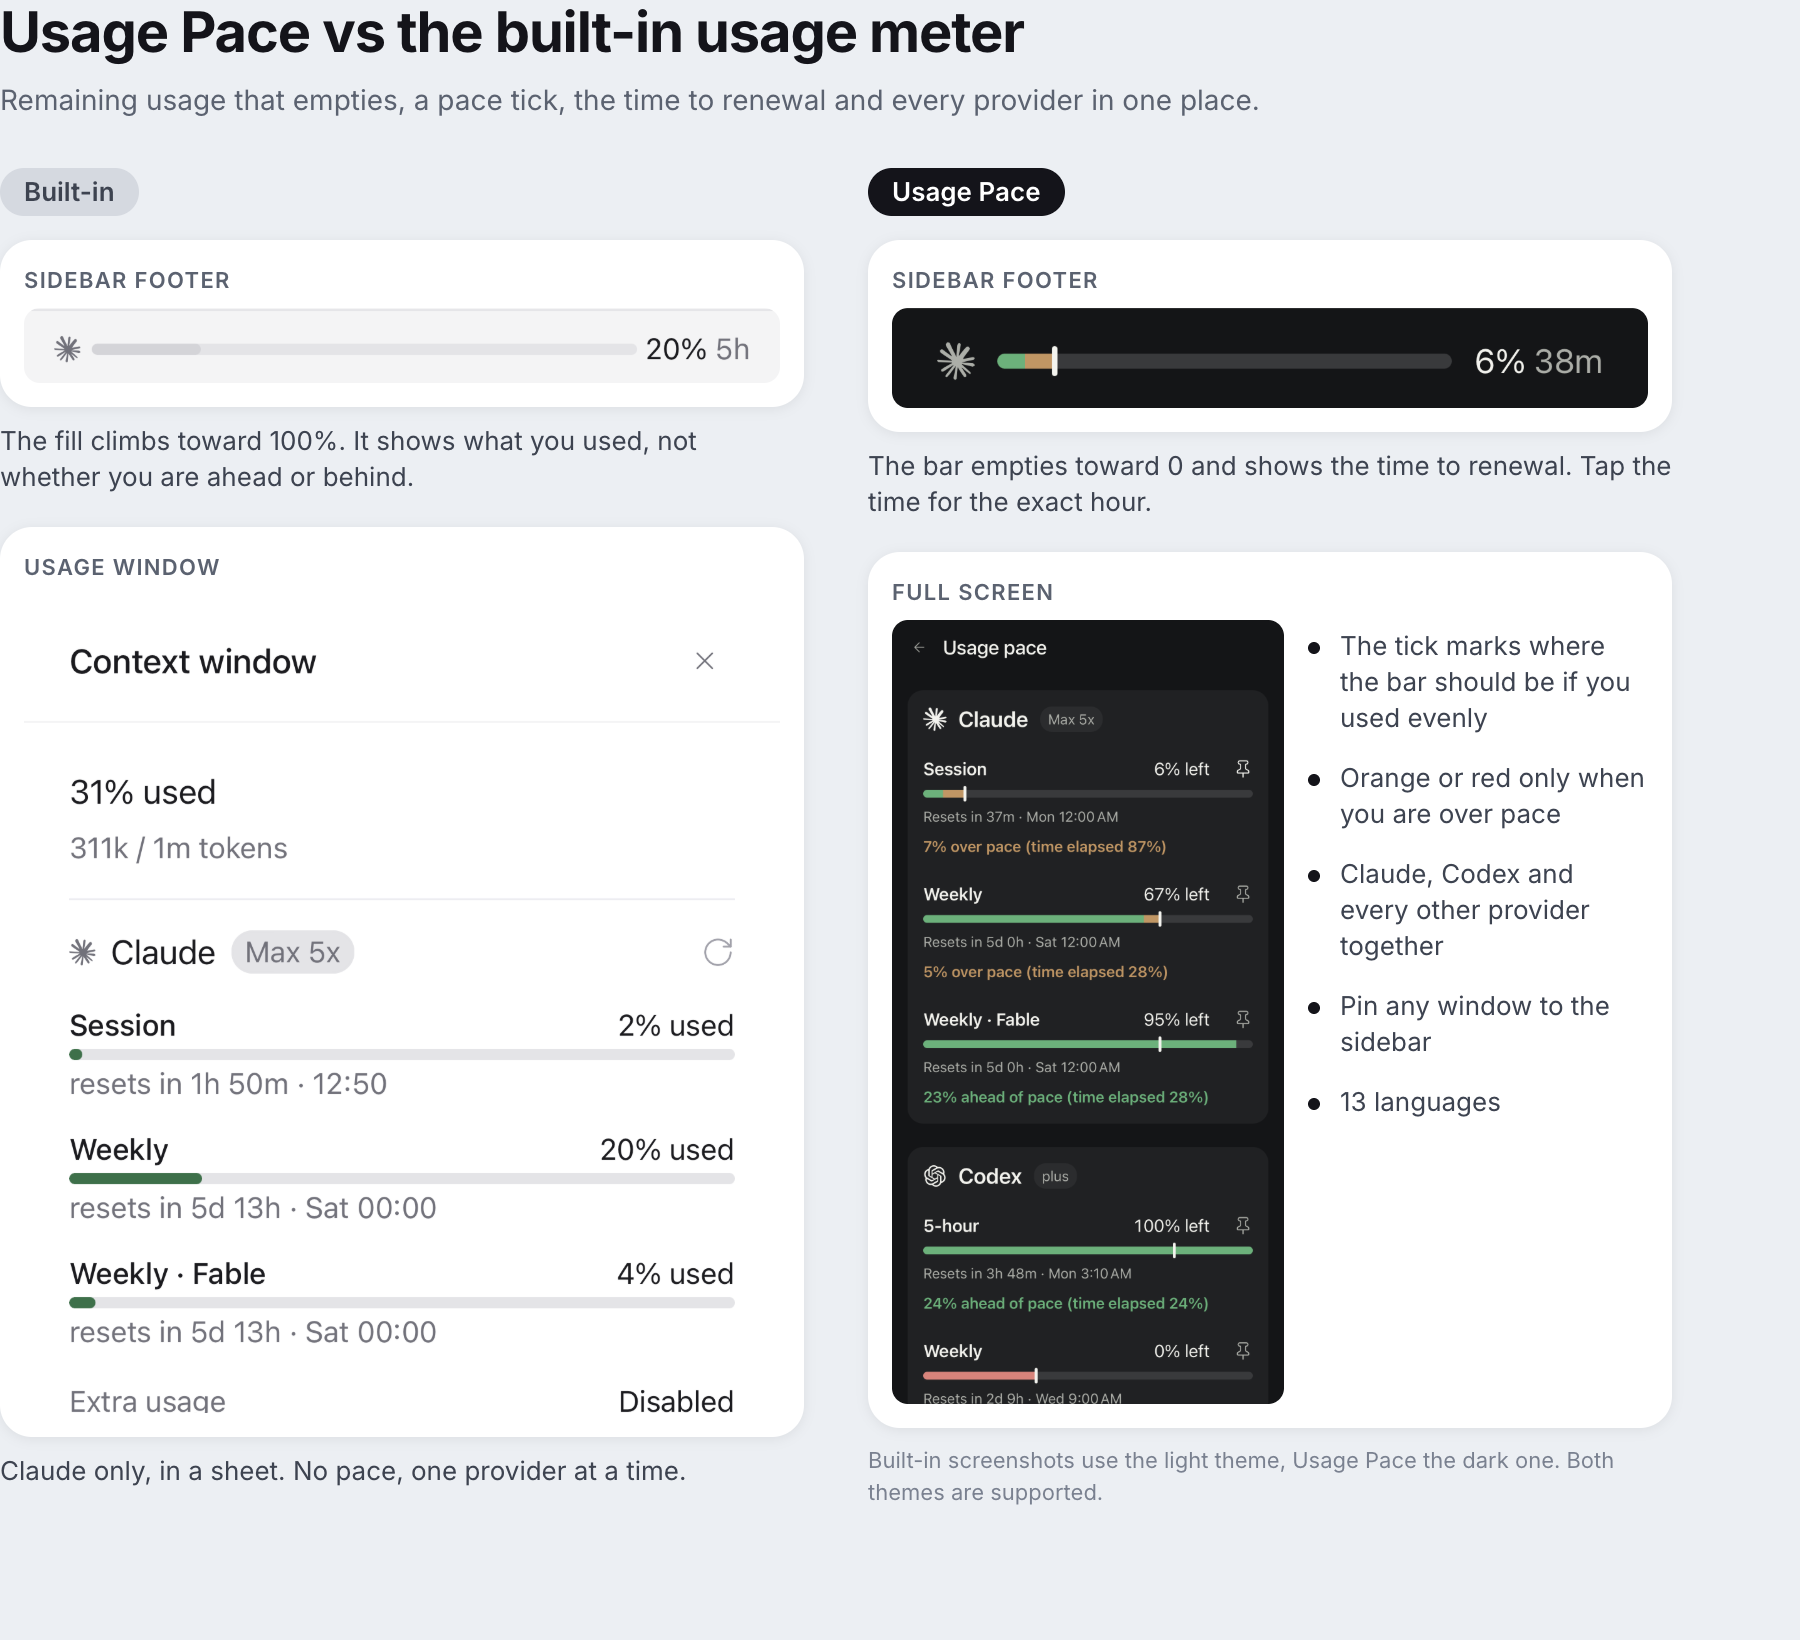 Usage Pace vs the built-in usage meter
Remaining usage that empties, a pace tick, the time to renewal and every provider in one place.
Built-in
SIDEBAR FOOTER
20% 5h
The fill climbs toward 100%. It shows what you used, not
whether you are ahead or behind.
USAGE WINDOW
Context window
31% used
311k / 1m tokens
Claude Max 5x
Session 2% used
resets in 1h 50m · 12:50
Weekly 20% used
resets in 5d 13h · Sat 00:00
Weekly · Fable 4% used
resets in 5d 13h · Sat 00:00
Extra usage Disabled
Claude only, in a sheet. No pace, one provider at a time.
Usage Pace
SIDEBAR FOOTER
6% 38m
The bar empties toward 0 and shows the time to renewal. Tap the
time for the exact hour.
FULL SCREEN
Usage pace
Claude Max 5x
Session 6% left
Resets in 37m · Mon 12:00 AM
7% over pace (time elapsed 87%)
Weekly 67% left
Resets in 5d 0h · Sat 12:00 AM
5% over pace (time elapsed 28%)
Weekly · Fable 95% left
Resets in 5d 0h · Sat 12:00 AM
23% ahead of pace (time elapsed 28%)
Codex plus
5-hour 100% left
Resets in 3h 48m · Mon 3:10 AM
24% ahead of pace (time elapsed 24%)
Weekly 0% left
Resets in 2d 9h · Wed 9:00 AM
The tick marks where
the bar should be if you
used evenly
Orange or red only when
you are over pace
Claude, Codex and
every other provider
together
Pin any window to the
sidebar
13 languages
Built-in screenshots use the light theme, Usage Pace the dark one. Both
themes are supported.